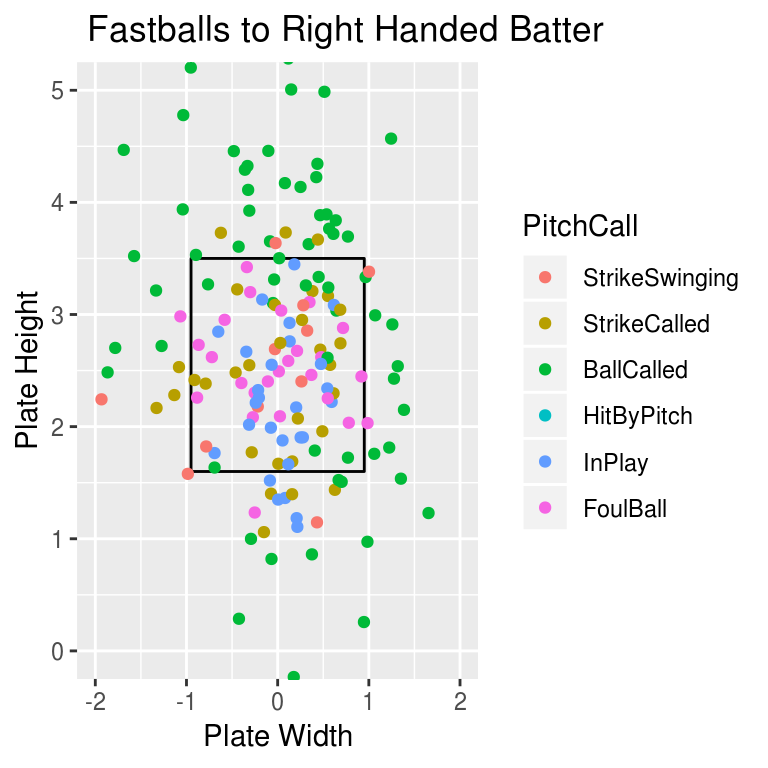 Fastballs to Right Handed Batter
5
4
3
2
1
0
Plate Height
-2 -1 0 1 2
Plate Width
PitchCall
StrikeSwinging
StrikeCalled
BallCalled
HitByPitch
InPlay
FoulBall